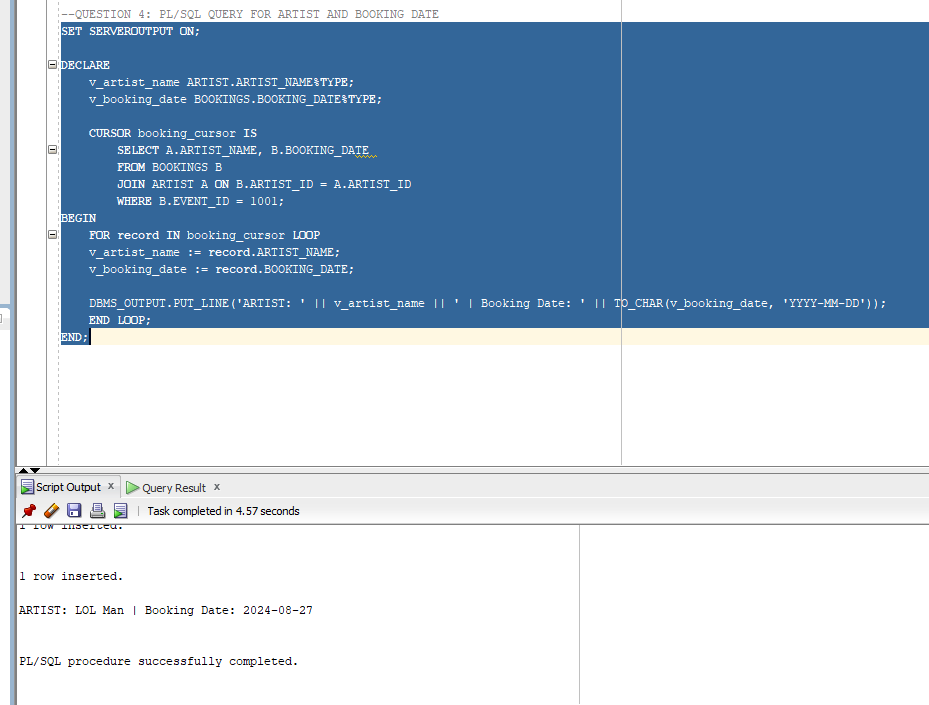 --QUESTION 4: PL/SQL QUERY FOR ARTIST AND BOOKING DATE
SET SERVEROUTPUT ON;
DECLARE
v_artist_name ARTIST.ARTIST_NAME%TYPE;
v_booking_date BOOKINGS.BOOKING_DATE%TYPE;
CURSOR booking_cursor IS
SELECT A.ARTIST_NAME, B.BOOKING_DATE
FROM BOOKINGS B
JOIN ARTIST A ON B.ARTIST_ID = A.ARTIST_ID
WHERE B.EVENT_ID = 1001;
BEGIN
FOR record IN booking_cursor LOOP
v_artist_name := record.ARTIST_NAME;
v_booking_date := record.BOOKING_DATE;
DBMS_OUTPUT.PUT_LINE('ARTIST: ' || v_artist_name || ' | Booking Date: ' || TO_CHAR(v_booking_date, 'YYYY-MM-DD'));
END LOOP;
END;
Script Output x Query Result x
Task completed in 4.57 seconds
1 row inserted.
1 row inserted.
ARTIST: LOL Man | Booking Date: 2024-08-27
PL/SQL procedure successfully completed.